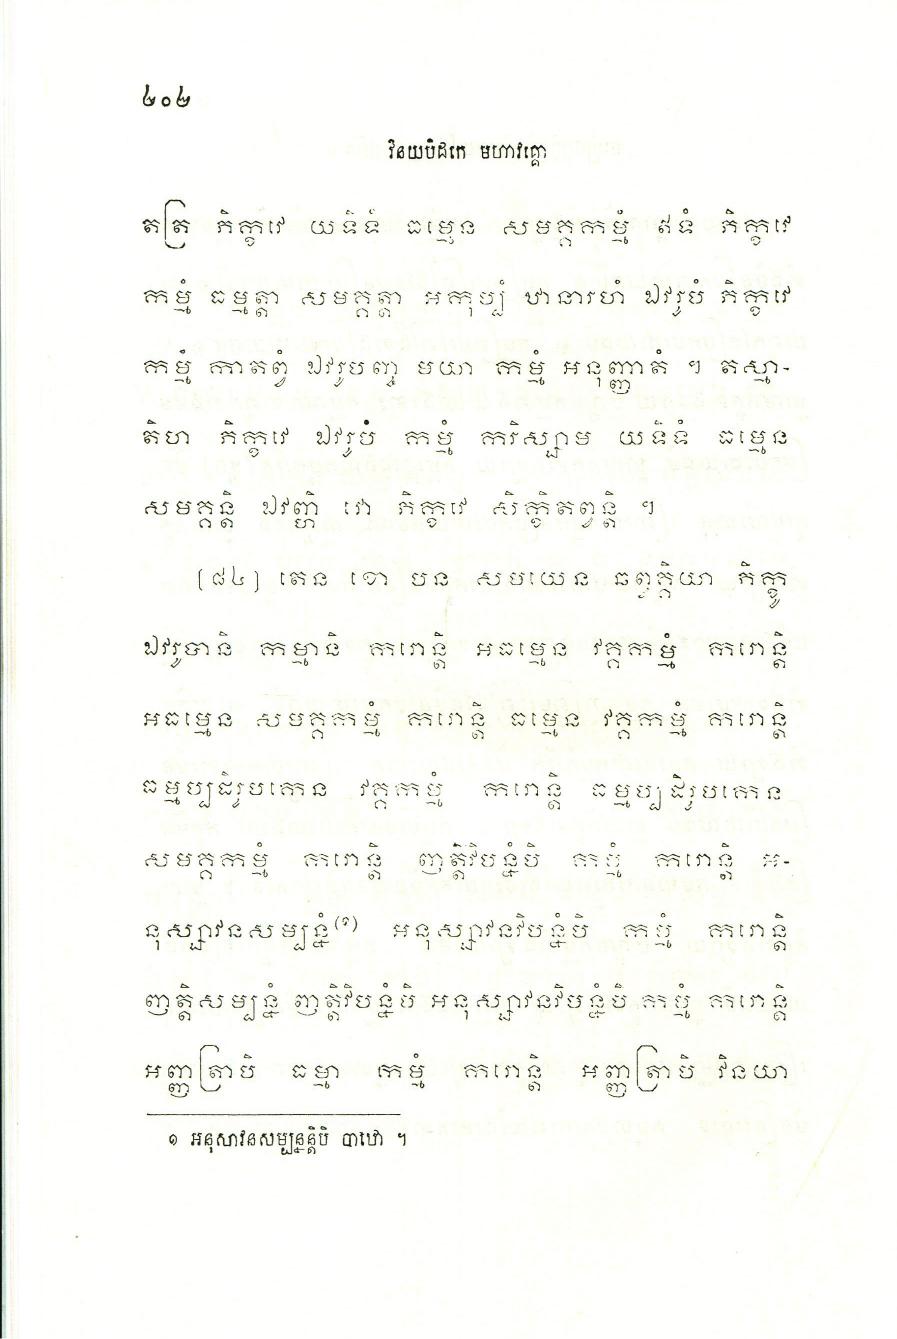 ៤០៤
វិនយបិដកេ មហាវគ្គោ
តត្រ ភិក្ខវេ យទិទំ ធម្មេន សមគ្គកម្មំ ឥទំ ភិក្ខវេ
កម្មំ ធម្មត្តា សមគ្គត្តា អកុប្បំ ឋានារហំ ឯវរូបំ ភិក្ខវេ
កម្មំ កាតព្វំ ឯវរូបញ្ច មយា កម្មំ អនុញ្ញាតំ ។ តស្មា-
តិហ ភិក្ខវេ ឯវរូបំ កម្មំ ករិស្សាម យទិទំ ធម្មេន
សមគ្គន្តិ ឯវញ្ហិ វោ ភិក្ខវេ សិក្ខិតព្វន្តិ ។
(៨៤) តេន ខោ បន សមយេន ឆព្វគ្គិយា ភិក្ខូ
ឯវរូបានិ កម្មានិ ករោន្តិ អធម្មេន វគ្គកម្មំ ករោន្តិ
អធម្មេន សមគ្គកម្មំ ករោន្តិ ធម្មេន វគ្គកម្មំ ករោន្តិ
ធម្មប្បដិរូបកេន វគ្គកម្មំ ករោន្តិ ធម្មប្បដិរូបកេន
សមគ្គកម្មំ ករោន្តិ ញត្តិវិបន្នំបិ កម្មំ ករោន្តិ អ-
នុស្សាវនសម្បន្នំ(១) អនុស្សាវនវិបន្នំបិ កម្មំ ករោន្តិ
ញត្តិសម្បន្នំ ញត្តិវិបន្នំបិ អនុស្សាវនវិបន្នំបិ កម្មំ ករោន្តិ
អញ្ញត្រាបិ ធម្មា កម្មំ ករោន្តិ អញ្ញត្រាបិ វិនយា
១ អនុសាវនសម្បន្នន្តិបិ បាឋោ ។